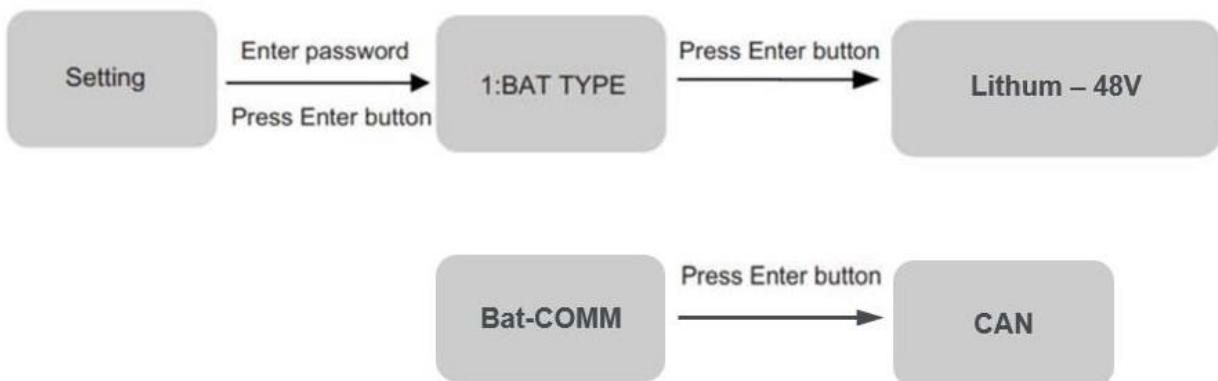 Setting
Enter password
Press Enter button
1:BAT TYPE
Press Enter button
Lithum – 48V
Bat-COMM
Press Enter button
CAN